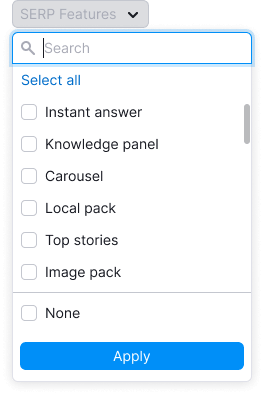 SERP Features
Search
Select all
Instant answer
Knowledge panel
Carousel
Local pack
Top stories
Image pack
None
Apply